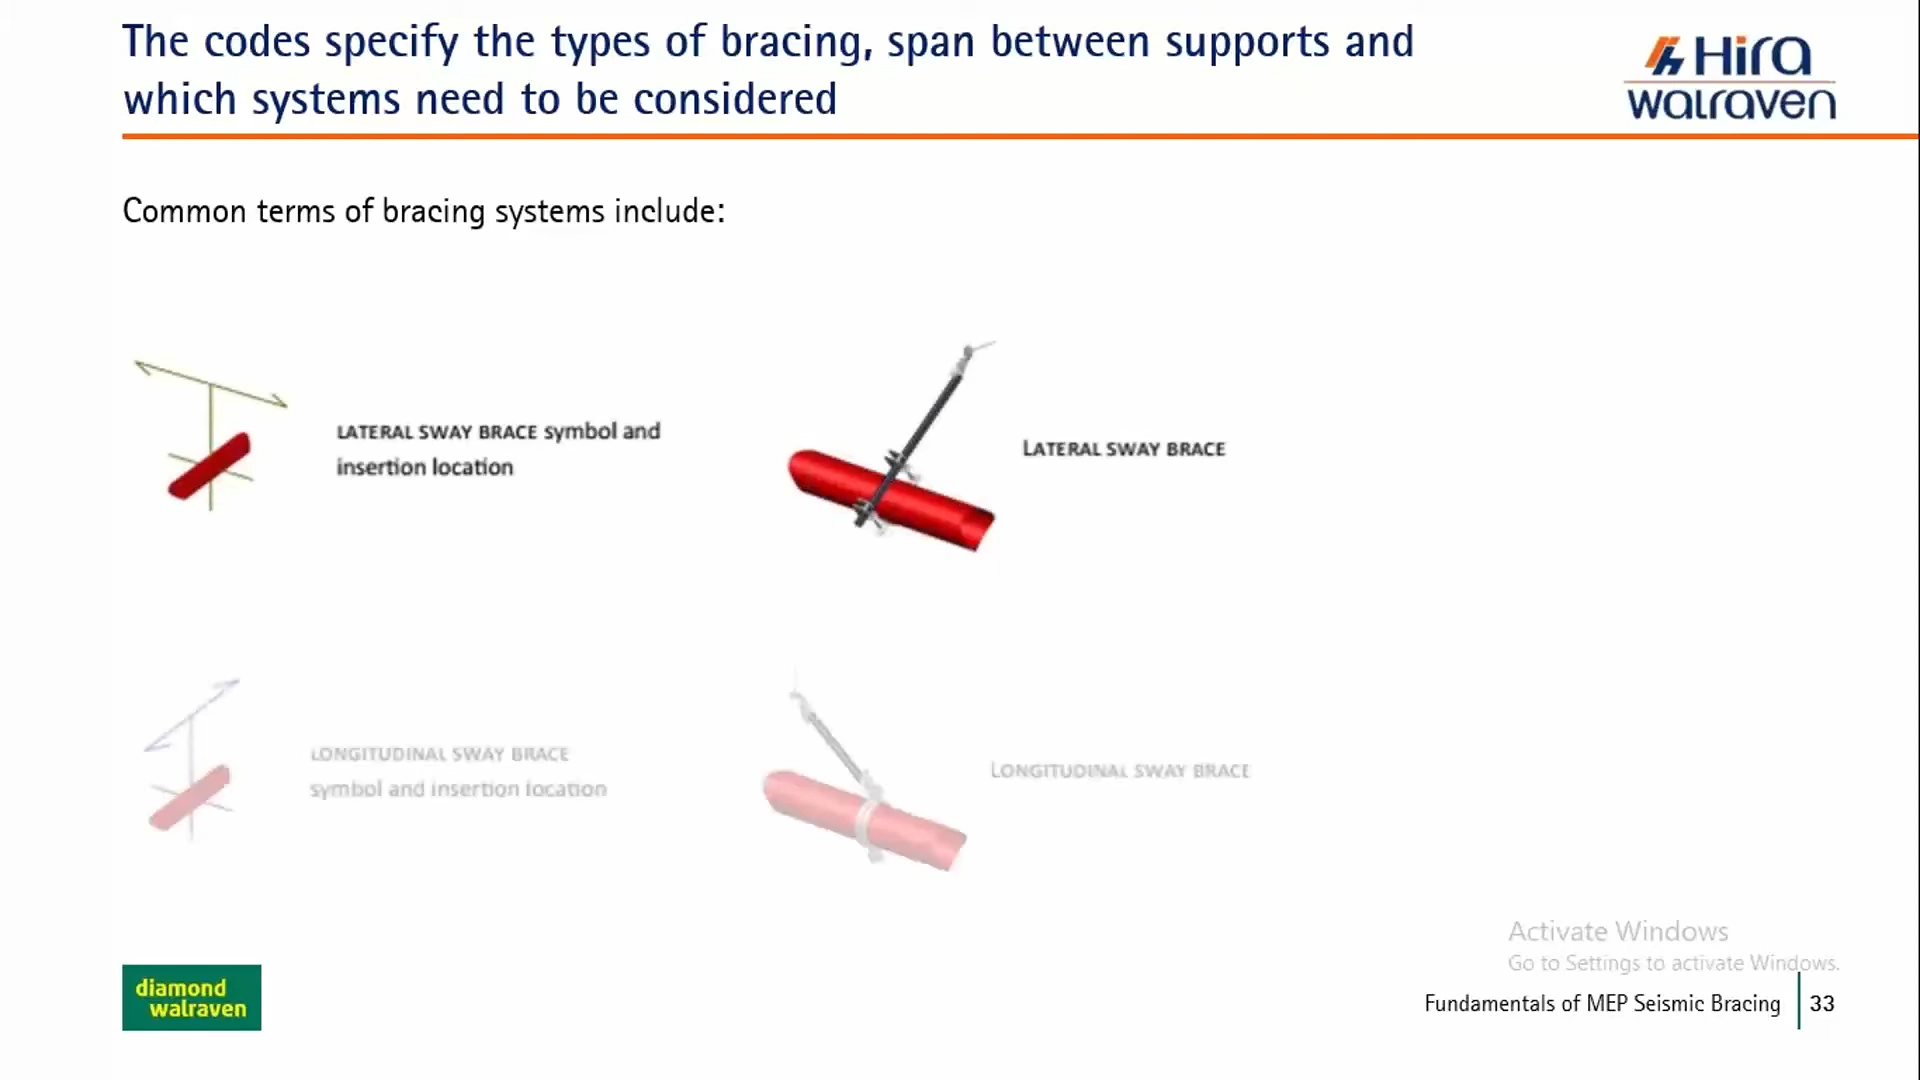 The codes specify the types of bracing, span between supports and
which systems need to be considered
Hira
walraven
Common terms of bracing systems include:
LATERAL SWAY BRACE symbol and
insertion location
LATERAL SWAY BRACE
LONGITUDINAL SWAY BRACE
symbol and insertion location
LONGITUDINAL SWAY BRACE
Activate Windows
Go to Settings to activate Windows.
diamond
walraven
Fundamentals of MEP Seismic Bracing 33